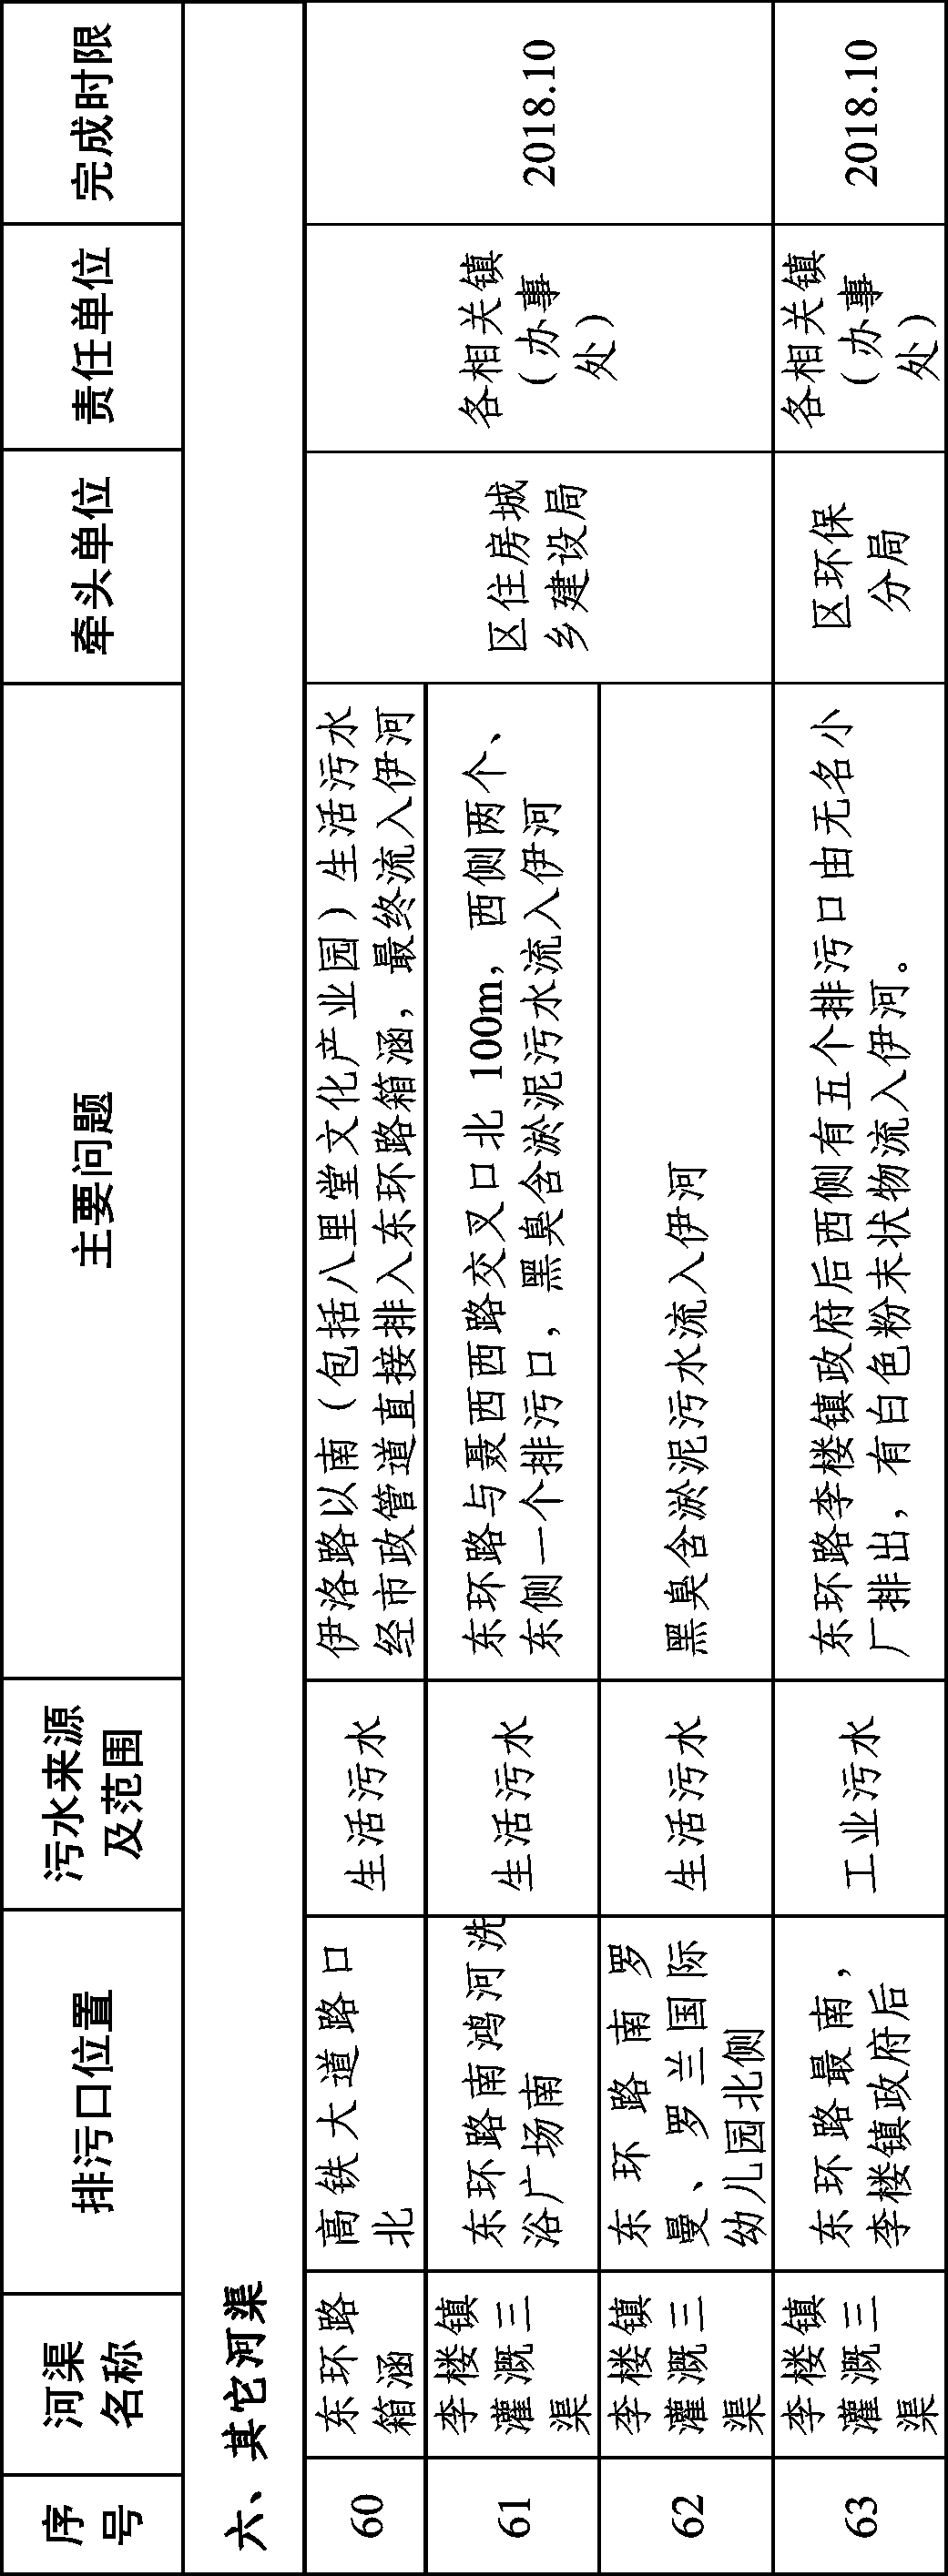 序
号
河渠
名称
排污口位置
污水来源
及范围
主要问题
牵头单位
责任单位
完成时限
六、其它河渠
60
东环路
箱涵
高铁大道路口
北
生活污水
伊洛路以南（包括八里堂文化产业园）生活污水
经市政管道直接排入东环路箱涵，最终流入伊河
区住房城
乡建设局
各相关镇
（办事
处）
2018.10
61
李楼镇
灌溉三
渠
东环路南鸿河洗
浴广场南
生活污水
东环路与聂西西路交叉口北 100m，西侧两个、
东侧一个排污口，黑臭含淤泥污水流入伊河
62
李楼镇
灌溉三
渠
东环路南罗
曼、罗兰国际
幼儿园北侧
生活污水
黑臭含淤泥污水流入伊河
63
李楼镇
灌溉三
渠
东环路最南，
李楼镇政府后
工业污水
东环路李楼镇政府后西侧有五个排污口由无名小
厂排出，有白色粉末状物流入伊河。
区环保
分局
各相关镇
（办事
处）
2018.10